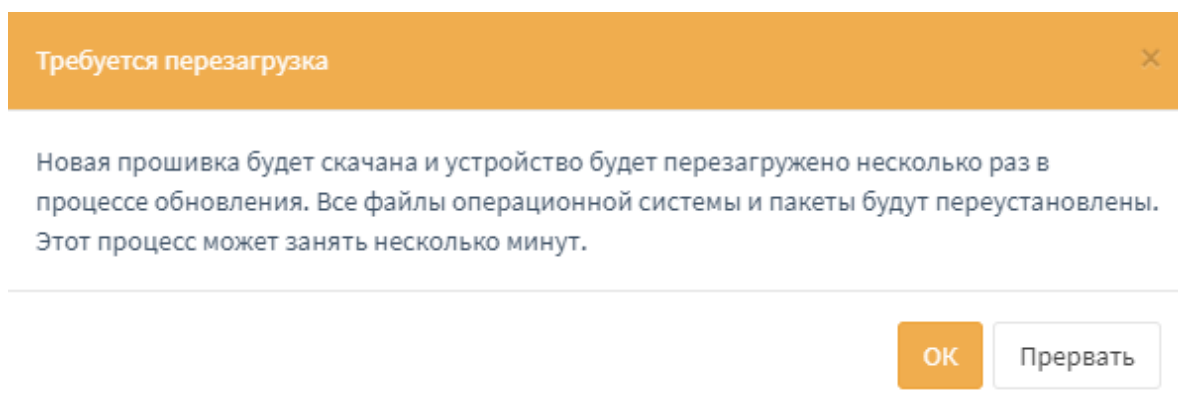 Требуется перезагрузка
×
Новая прошивка будет скачана и устройство будет перезагружено несколько раз в
процессе обновления. Все файлы операционной системы и пакеты будут переустановлены.
Этот процесс может занять несколько минут.
ОК
Прервать